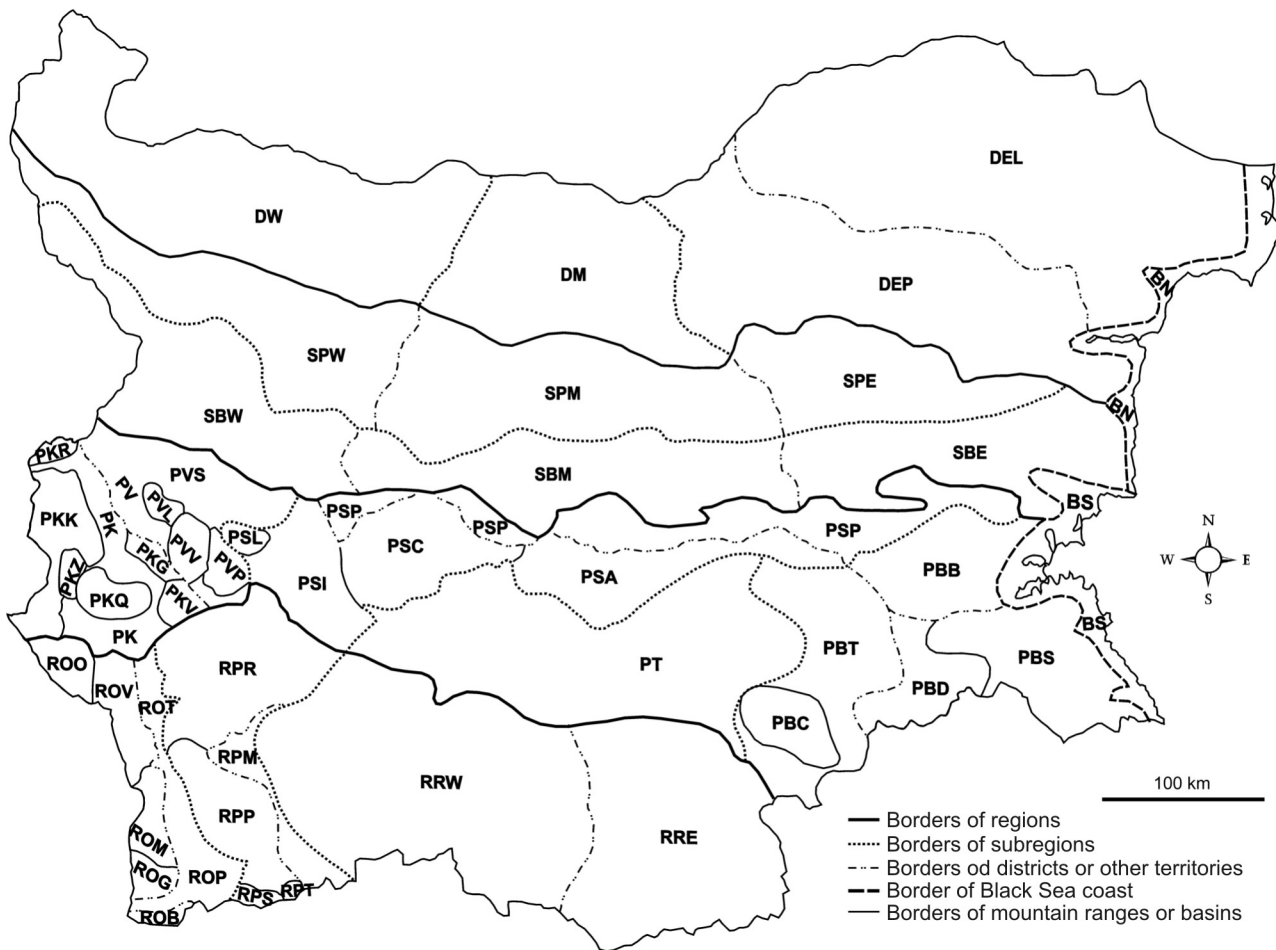 DEL
DW
DM
DEP
BN
SPW
SPE
SPM
BN
SBW
SBE
SBM
PKR
PVS
PV
PVL
BS
PSP
PSP
PSP
PKK
PK
PSL
PSC
PVV
PKG
PVP
PSA
PBB
PKZ
PSI
PKQ
PKV
N
W
E
S
BS
PK
ROO
ROV
RPR
PT
PBT
PBS
PBD
ROT
PBC
RPM
RRW
RPP
ROM
RRE
ROG
ROP
RPS
RPT
ROB
100 km
Borders of regions
Borders of subregions
Borders od districts or other territories
Border of Black Sea coast
Borders of mountain ranges or basins